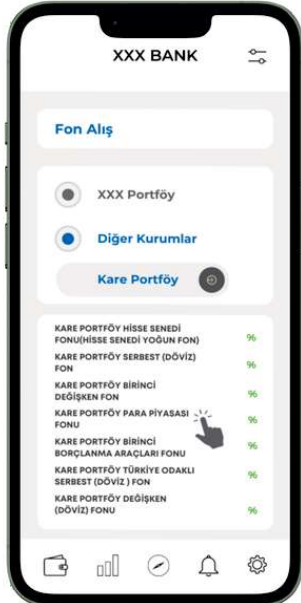 XXX BANK
Fon Alış
XXX Portföy
Diğer Kurumlar
Kare Portföy
KARE PORTFÖY HİSSE SENEDİ
FONU(HİSSE SENEDİ YOĞUN FON)
%
KARE PORTFÖY SERBEST (DÖVİZ)
FON
%
KARE PORTFÖY BİRİNCİ
DEĞİŞKEN FON
%
KARE PORTFÖY PARA PİYASASI
FONU
%
KARE PORTFÖY BİRİNCİ
BORÇLANMA ARAÇLARI FONU
%
KARE PORTFÖY TÜRKİYE ODAKLI
SERBEST (DÖVİZ ) FON
%
KARE PORTFÖY DEĞİŞKEN
(DÖVİZ) FONU
%